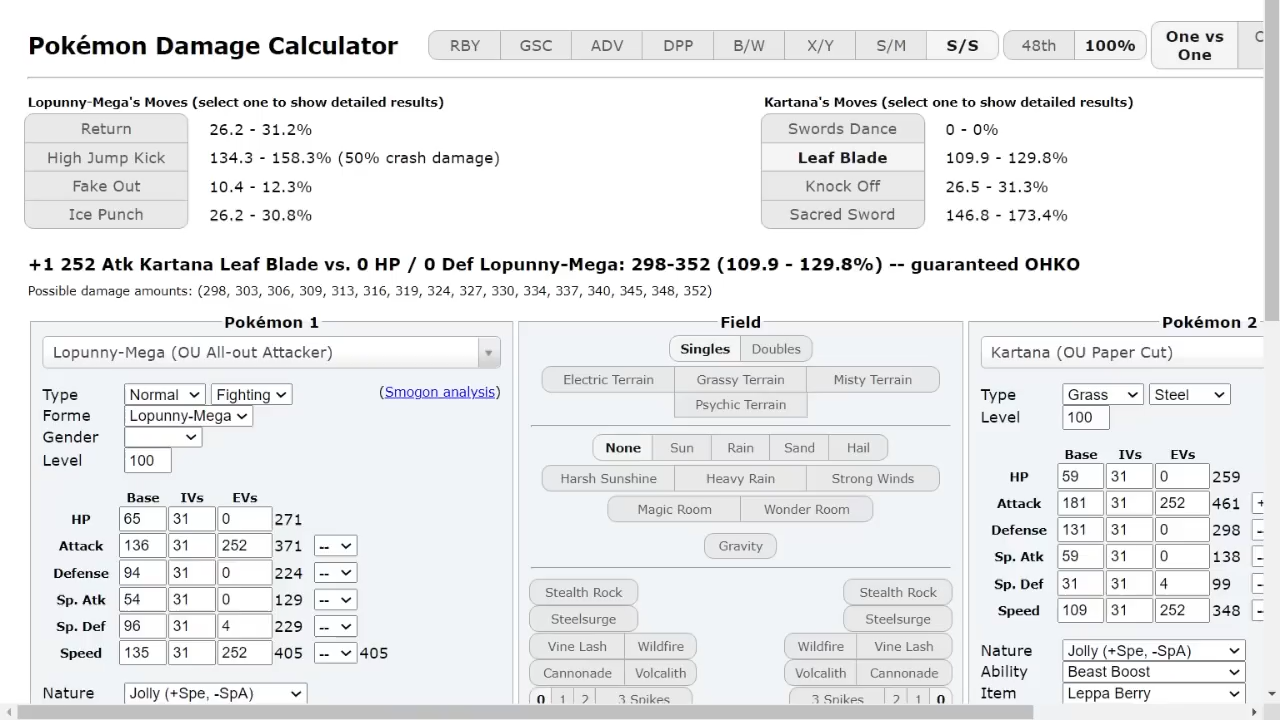 Pokémon Damage Calculator
RBY GSC ADV DPP B/W X/Y S/M S/S 48th 100% One vs One
Lopunny-Mega's Moves (select one to show detailed results)
Return 26.2 - 31.2%
High Jump Kick 134.3 - 158.3% (50% crash damage)
Fake Out 10.4 - 12.3%
Ice Punch 26.2 - 30.8%
Kartana's Moves (select one to show detailed results)
Swords Dance 0 - 0%
Leaf Blade 109.9 - 129.8%
Knock Off 26.5 - 31.3%
Sacred Sword 146.8 - 173.4%
+1 252 Atk Kartana Leaf Blade vs. 0 HP / 0 Def Lopunny-Mega: 298-352 (109.9 - 129.8%) -- guaranteed OHKO
Possible damage amounts: (298, 303, 306, 309, 313, 316, 319, 324, 327, 330, 334, 337, 340, 345, 348, 352)
Pokémon 1
Lopunny-Mega (OU All-out Attacker)
Type Normal Fighting (Smogon analysis)
Forme Lopunny-Mega
Gender
Level 100
Base IVs EVs
HP 65 31 0 271
Attack 136 31 252 371 --
Defense 94 31 0 224 --
Sp. Atk 54 31 0 129 --
Sp. Def 96 31 4 229 --
Speed 135 31 252 405 -- 405
Nature Jolly (+Spe, -SpA)
Field
Singles Doubles
Electric Terrain Grassy Terrain Misty Terrain
Psychic Terrain
None Sun Rain Sand Hail
Harsh Sunshine Heavy Rain Strong Winds
Magic Room Wonder Room
Gravity
Stealth Rock Stealth Rock
Steelsurge Steelsurge
Vine Lash Wildfire Wildfire Vine Lash
Cannonade Volcalith Volcalith Cannonade
0 1 2 3 Spikes 3 Spikes 2 1 0
Pokémon 2
Kartana (OU Paper Cut)
Type Grass Steel
Level 100
Base IVs EVs
HP 59 31 0 259
Attack 181 31 252 461
Defense 131 31 0 298
Sp. Atk 59 31 0 138
Sp. Def 31 31 4 99
Speed 109 31 252 348
Nature Jolly (+Spe, -SpA)
Ability Beast Boost
Item Leppa Berry